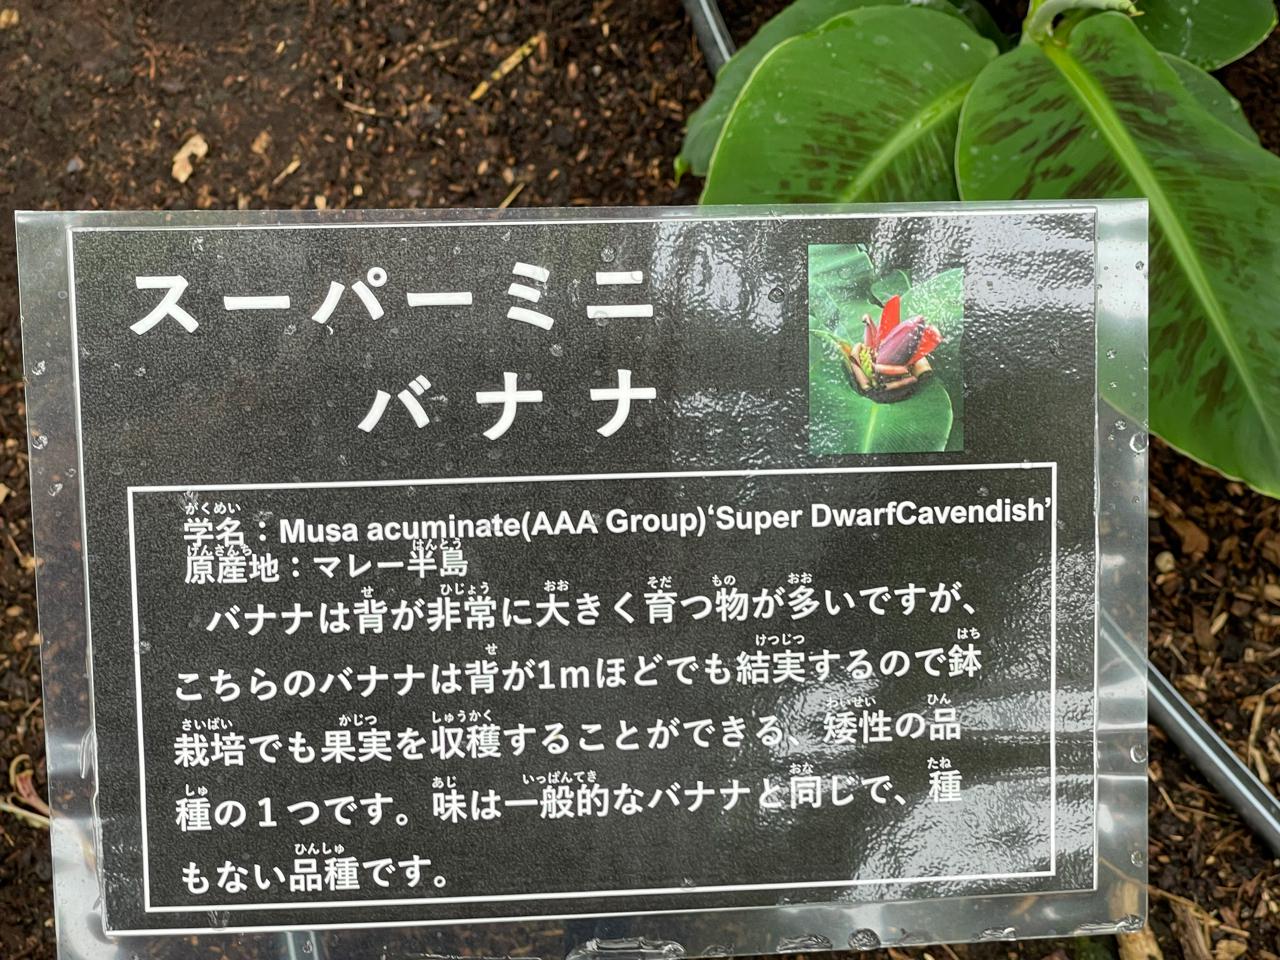 スーパーミニ
バナナ
学名：Musa acuminate(AAA Group)‘Super DwarfCavendish’
原産地：マレー半島
バナナは背が非常に大きく育つ物が多いですが、
こちらのバナナは背が1mほどでも結実するので鉢
栽培でも果実を収穫することができる、矮性の品
種の１つです。味は一般的なバナナと同じで、種
もない品種です。